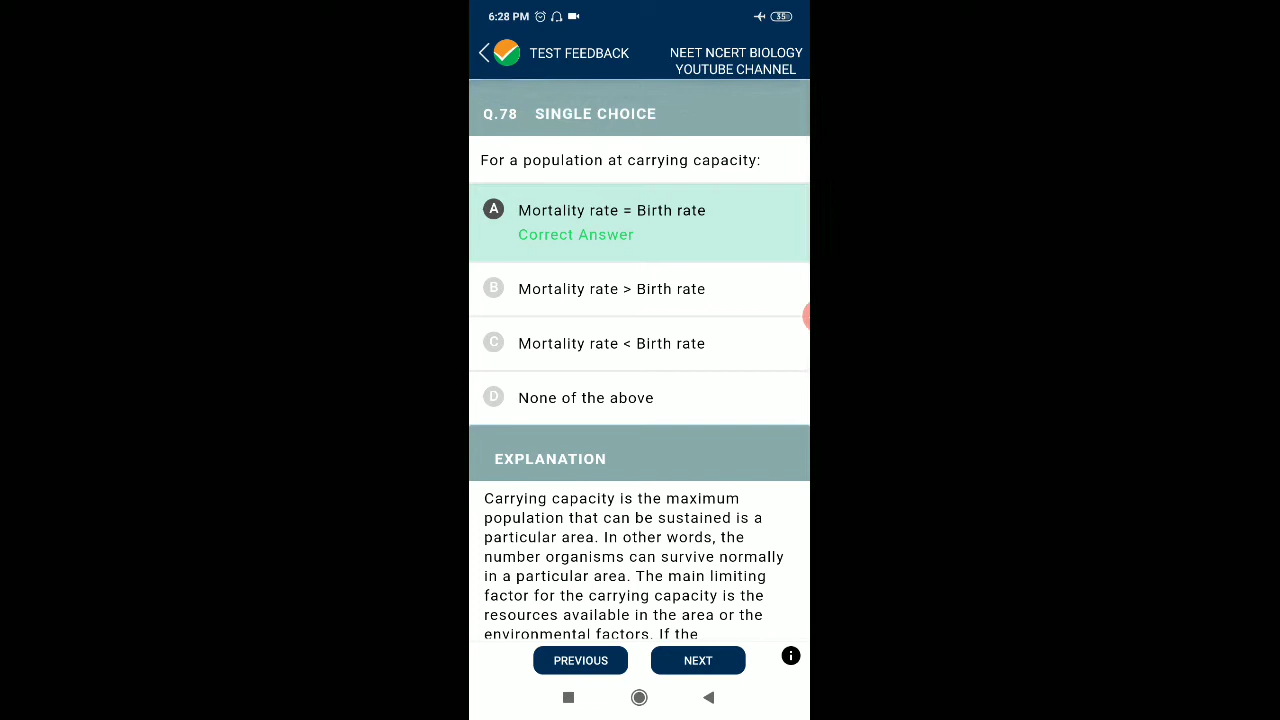 6:28 PM
35
TEST FEEDBACK
NEET NCERT BIOLOGY
YOUTUBE CHANNEL
Q.78 SINGLE CHOICE
For a population at carrying capacity:
A Mortality rate = Birth rate
Correct Answer
B Mortality rate > Birth rate
C Mortality rate < Birth rate
D None of the above
EXPLANATION
Carrying capacity is the maximum
population that can be sustained is a
particular area. In other words, the
number organisms can survive normally
in a particular area. The main limiting
factor for the carrying capacity is the
resources available in the area or the
environmental factors. If the
PREVIOUS
NEXT